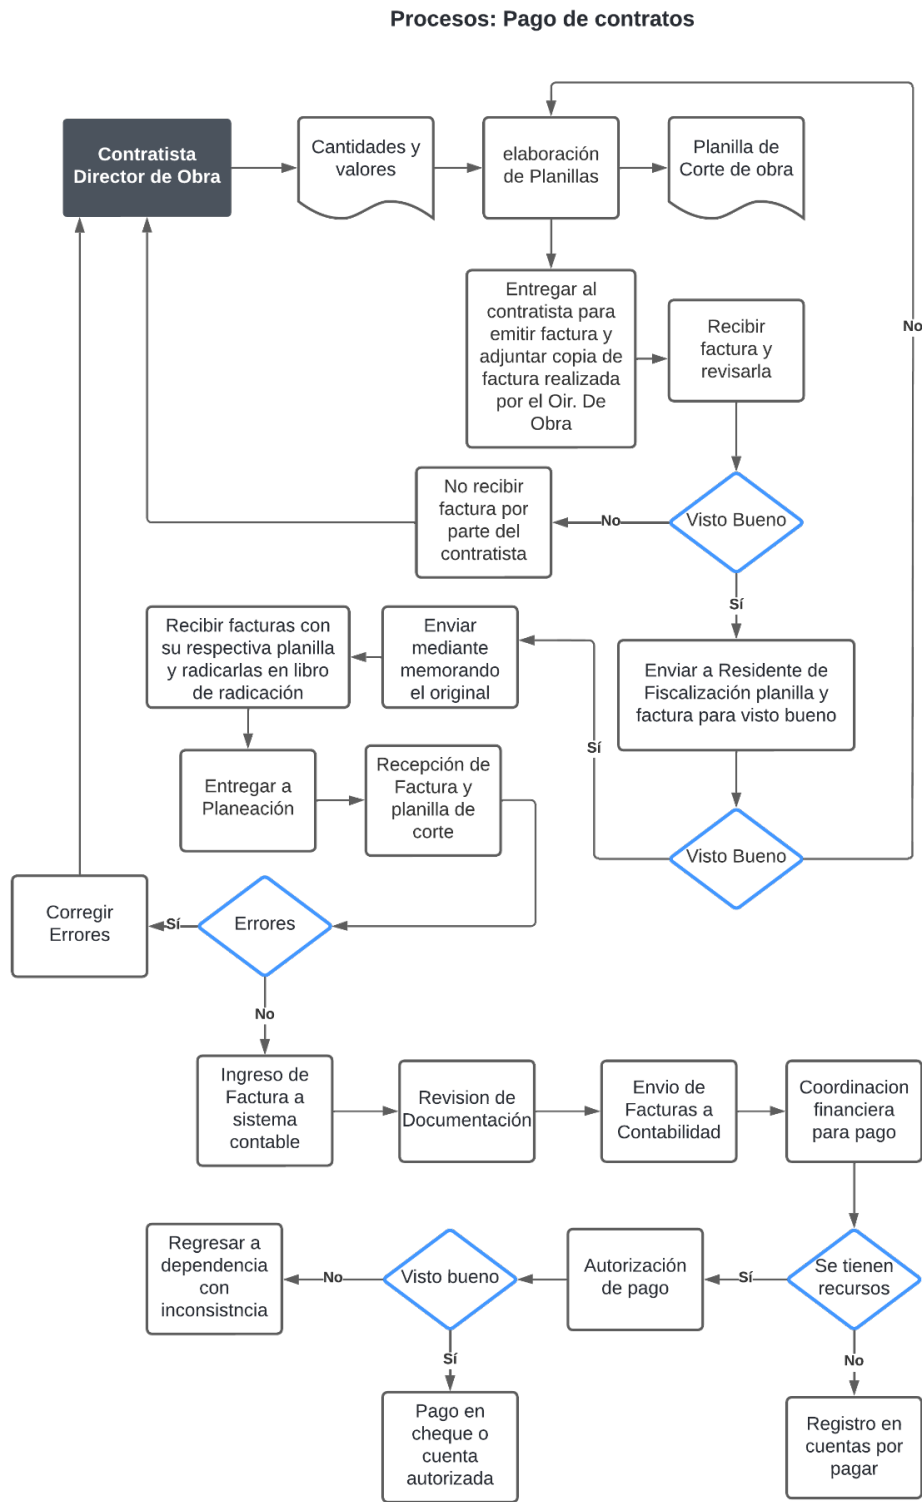 Procesos: Pago de contratos
Contratista
Director de Obra
Cantidades y
valores
elaboración
de Planillas
Planilla de
Corte de obra
Entregar al
contratista para
emitir factura y
adjuntar copia de
factura realizada
por el Oir. De
Obra
Recibir
factura y
revisarla
No
No recibir
factura por
parte del
contratista
No
Visto Bueno
Sí
Recibir facturas con
su respectiva planilla
y radicarlas en libro
de radicación
Enviar
mediante
memorando
el original
Enviar a Residente de
Fiscalización planilla y
factura para visto bueno
Sí
Entregar a
Planeación
Recepción de
Factura y
planilla de
corte
Visto Bueno
Corregir
Errores
Sí
Errores
No
Ingreso de
Factura a
sistema
contable
Revision de
Documentación
Envio de
Facturas a
Contabilidad
Coordinacion
financiera
para pago
Regresar a
dependencia
con
inconsistncia
No
Visto bueno
Autorización
de pago
Sí
Se tienen
recursos
Sí
No
Pago en
cheque o
cuenta
autorizada
Registro en
cuentas por
pagar